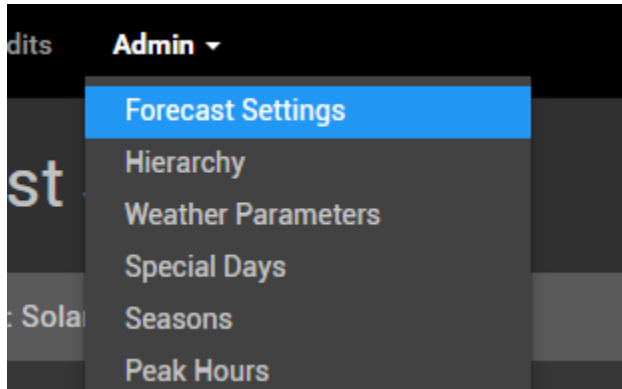 dits Admin
Forecast Settings
st Hierarchy
Weather Parameters
Special Days
: Sola Seasons
Peak Hours